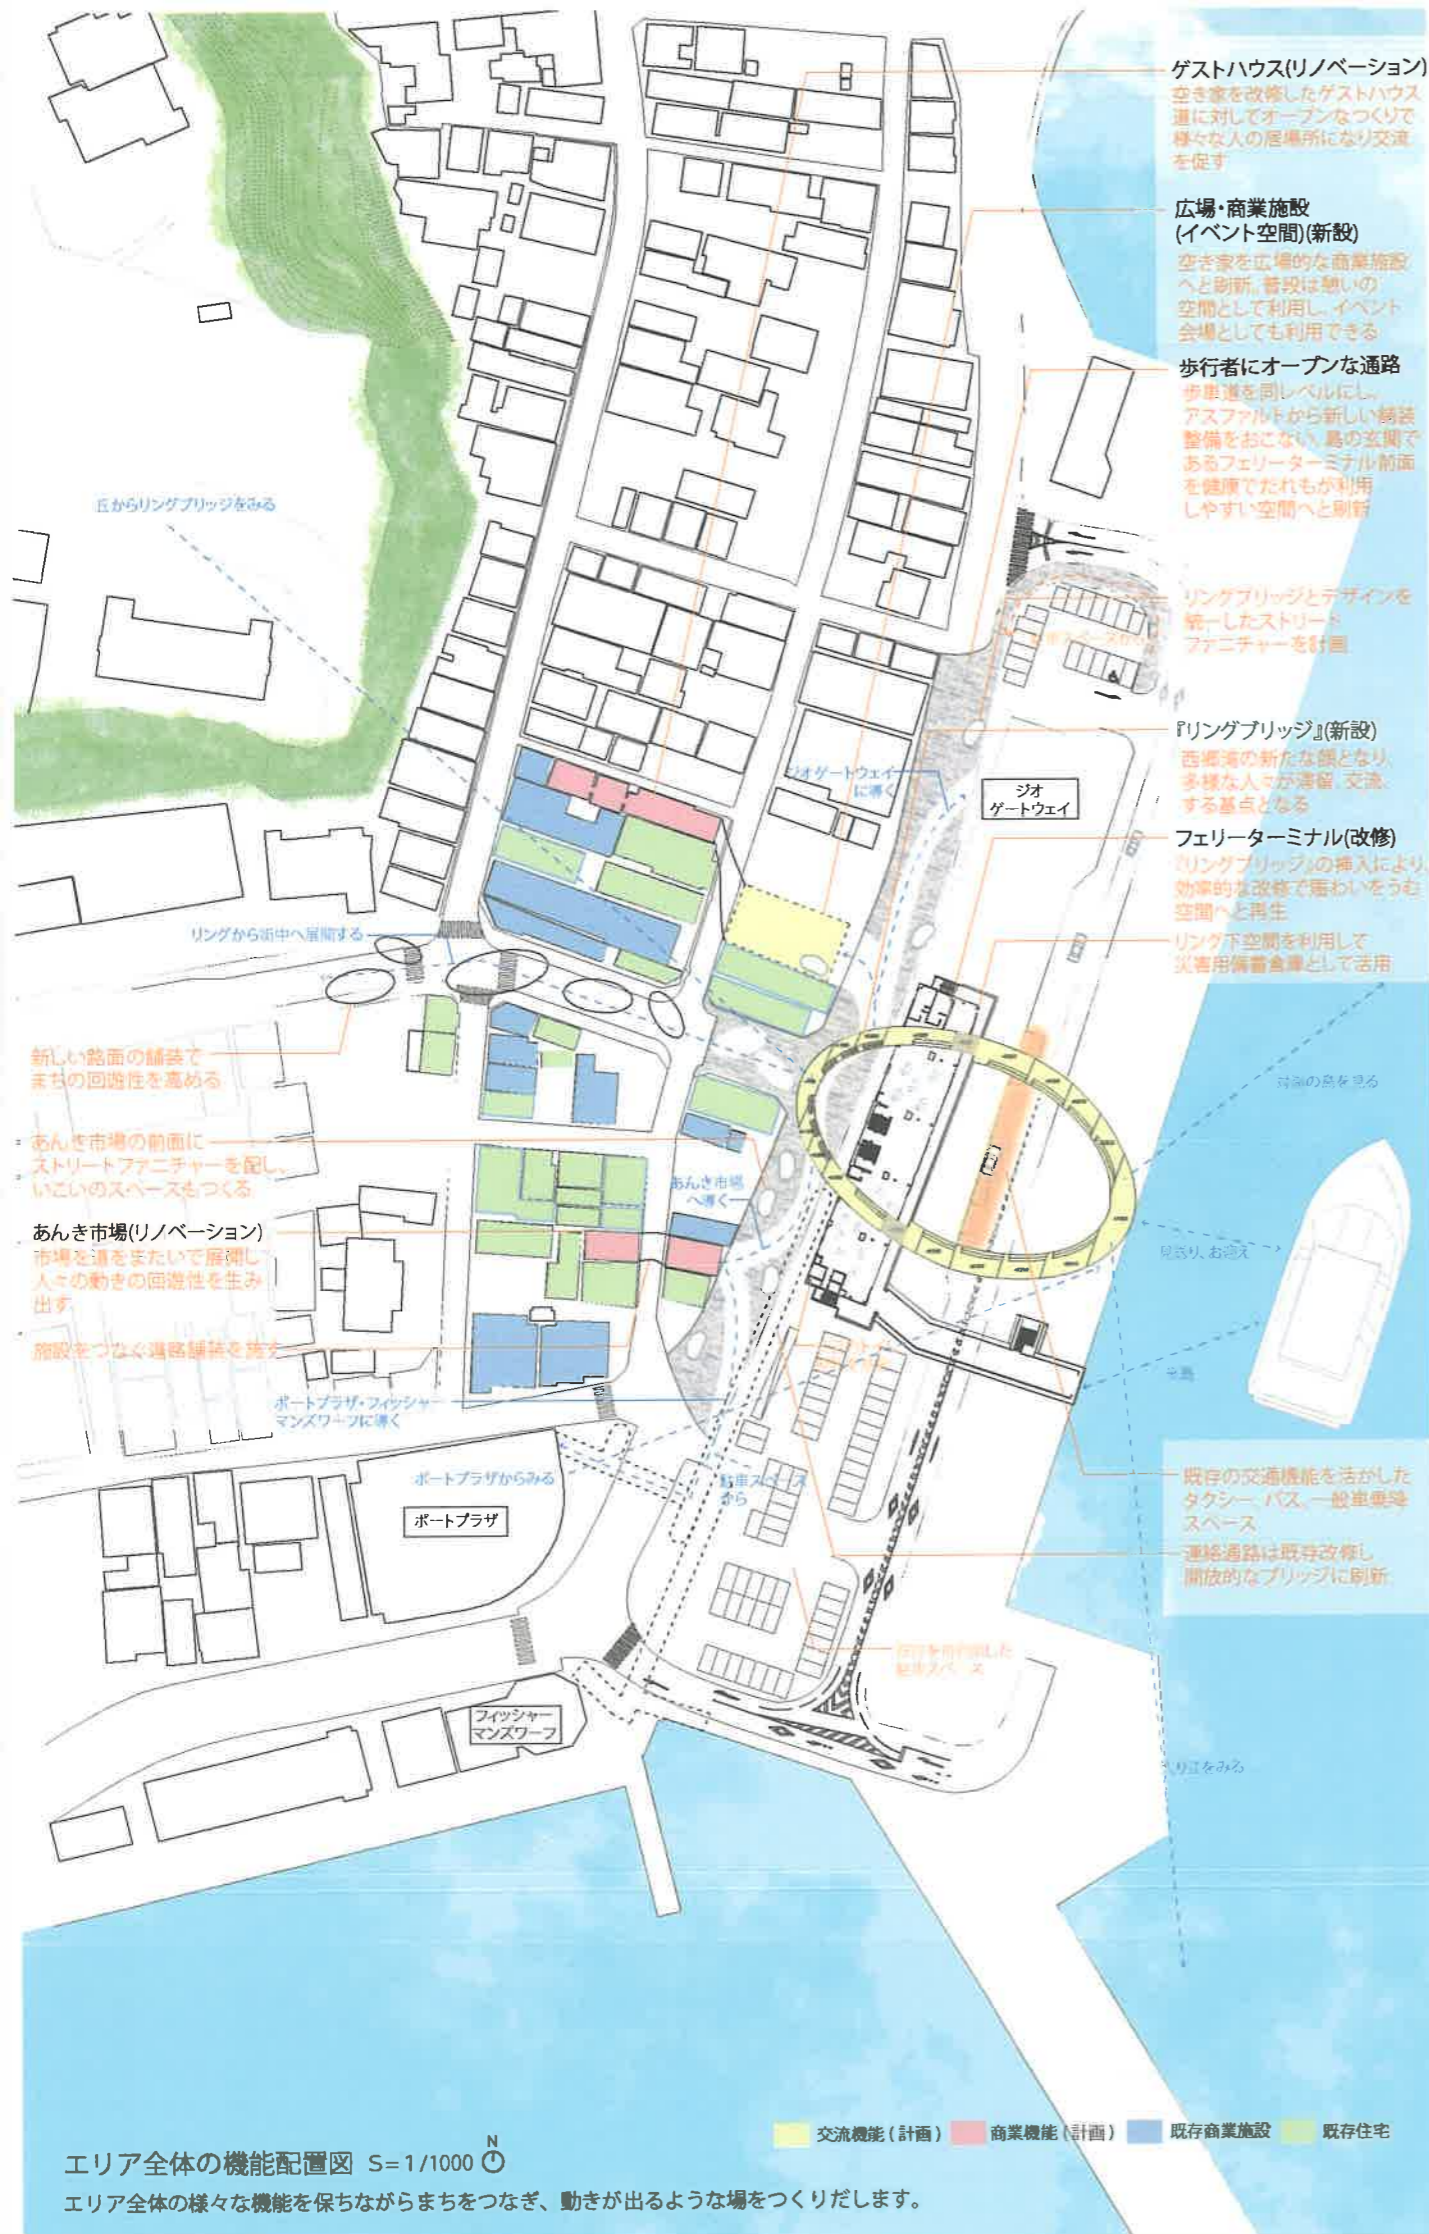 ゲストハウス(リノベーション)
空き家を改修したゲストハウス
道に対してオープンなつくりで
様々な人の居場所になり交流
を促す
広場・商業施設
(イベント空間)(新設)
空き家を広場的な商業施設
へと刷新。普段は憩いの
空間として利用し、イベント
会場としても利用できる
歩行者にオープンな通路
歩車道を同レベルにし、
アスファルトから新しい舗装
整備をおこない、島の玄関で
あるフェリーターミナル前面
を健康でだれもが利用
しやすい空間へと刷新
丘からリングブリッジをみる
リングブリッジとデザインを
統一したストリート
ファニチャーを計画
『リングブリッジ』(新設)
西郷湾の新たな顔となり、
多様な人々が滞留、交流、
する基点となる
ジオゲートウェイ
に導く
ジオ
ゲートウェイ
フェリーターミナル(改修)
『リングブリッジ』の挿入により、
効率的な改修で賑わいをうむ
空間へと再生
リング下空間を利用して
災害用備蓄倉庫として活用
リングから街中へ展開する
新しい路面の舗装で
まちの回遊性を高める
対岸の島を見る
あんき市場の前面に
ストリートファニチャーを配し、
いこいのスペースもつくる
あんき市場
へ導く
あんき市場(リノベーション)
市場を道をまたいで展開し
人々の動きの回遊性を生み
出す
見送り、お迎え
施設をつなぐ道路舗装を施す
ポートプラザ・フィッシャー
マンズワーフに導く
ポートプラザからみる
駐車スペース
から
ポートプラザ
既存の交通機能を活かした
タクシー、バス、一般車乗降
スペース
連絡通路は既存改修し
開放的なブリッジに刷新
駐車スペース
フィッシャー
マンズワーフ
入り江をみる
交流機能(計画)
商業機能(計画)
既存商業施設
既存住宅
N
エリア全体の機能配置図 S=1/1000
エリア全体の様々な機能を保ちながらまちをつなぎ、動きが出るような場をつくりだします。